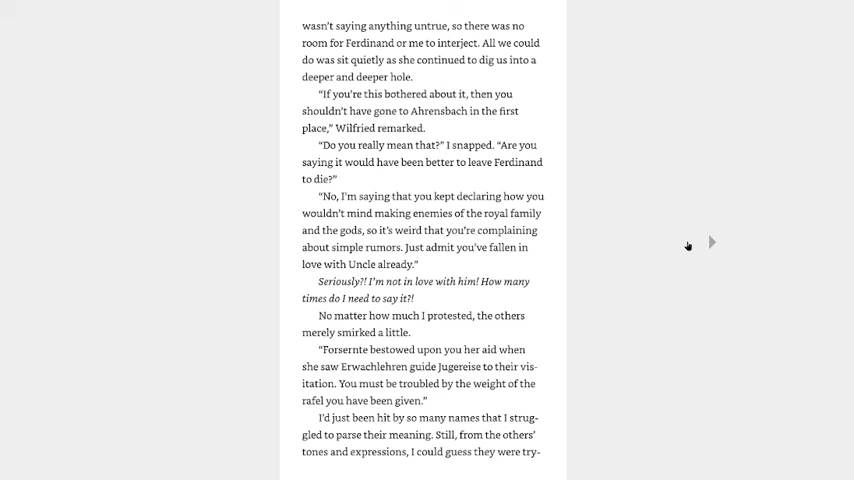 wasn't saying anything untrue, so there was no
room for Ferdinand or me to interject. All we could
do was sit quietly as she continued to dig us into a
deeper and deeper hole.
“If you're this bothered about it, then you
shouldn't have gone to Ahrensbach in the first
place,” Wilfried remarked.
“Do you really mean that?” I snapped. “Are you
saying it would have been better to leave Ferdinand
to die?”
“No, I'm saying that you kept declaring how you
wouldn't mind making enemies of the royal family
and the gods, so it's weird that you're complaining
about simple rumors. Just admit you've fallen in
love with Uncle already.”
Seriously?! I'm not in love with him! How many
times do I need to say it?!
No matter how much I protested, the others
merely smirked a little.
“Forsernte bestowed upon you her aid when
she saw Erwachlehren guide Jugereise to their vis-
itation. You must be troubled by the weight of the
rafel you have been given.”
I'd just been hit by so many names that I strug-
gled to parse their meaning. Still, from the others'
tones and expressions, I could guess they were try-